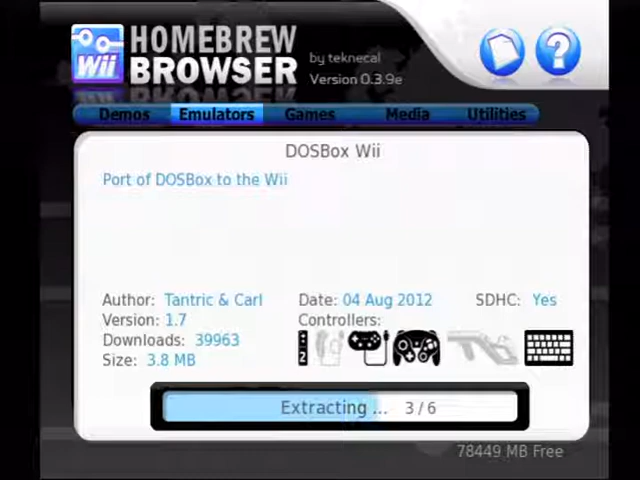 HOMEBREW
BROWSER
Wii
by teknecal
Version 0.3.9e
?
Demos Emulators Games Media Utilities
DOSBox Wii
Port of DOSBox to the Wii
Author: Tantric & Carl Date: 04 Aug 2012 SDHC: Yes
Version: 1.7 Controllers:
Downloads: 39963
Size: 3.8 MB
2
Extracting ... 3 / 6
78449 MB Free